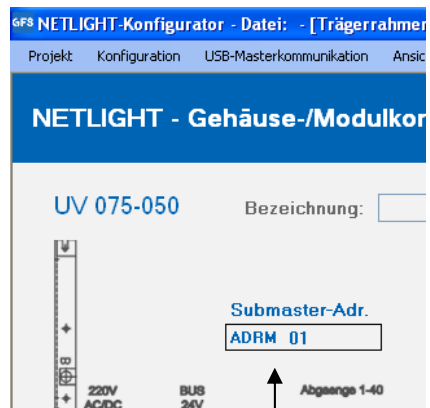 GFS NETLIGHT-Konfigurator - Datei: - [Trägerrahmen
Projekt Konfiguration USB-Masterkommunikation Ansic
NETLIGHT - Gehäuse-/Modulkon
UV 075-050 Bezeichnung:
Submaster-Adr.
ADRM 01
220V BUS Abgaenge 1-40
AC/DC 24V